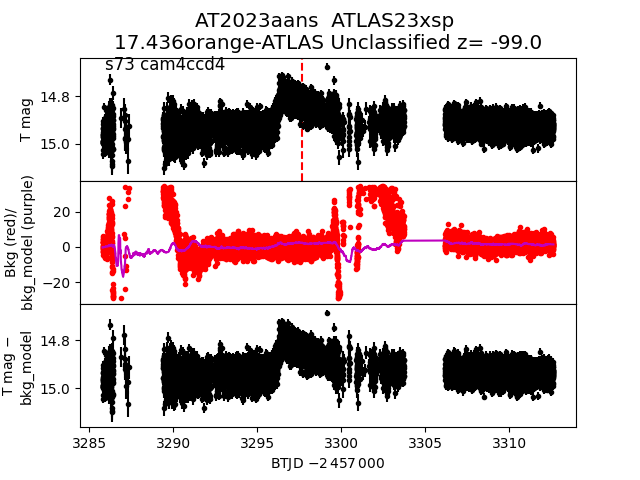 AT2023aans  ATLAS23xsp
17.436orange-ATLAS Unclassified z= -99.0
s73 cam4ccd4
T mag
14.8
15.0
Bkg (red)/
bkg_model (purple)
20
0
−20
T mag −
bkg_model
14.8
15.0
3285
3290
3295
3300
3305
3310
BTJD −2 457 000